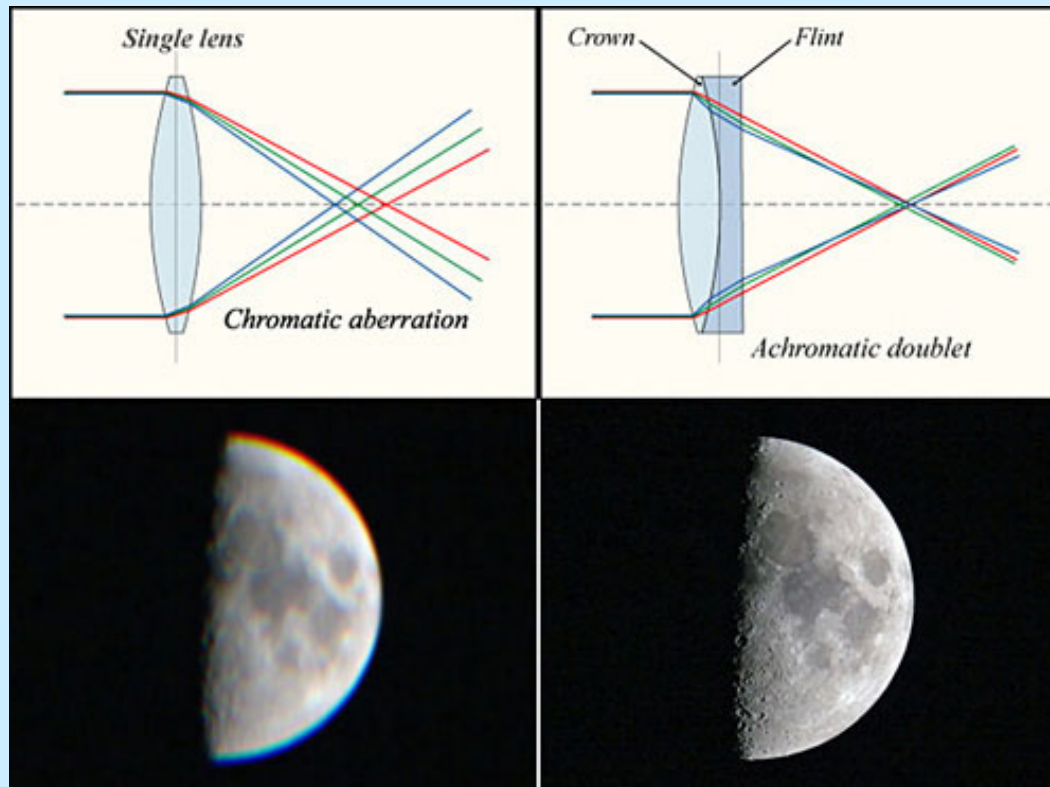 Single lens
Chromatic aberration
Crown
Flint
Achromatic doublet